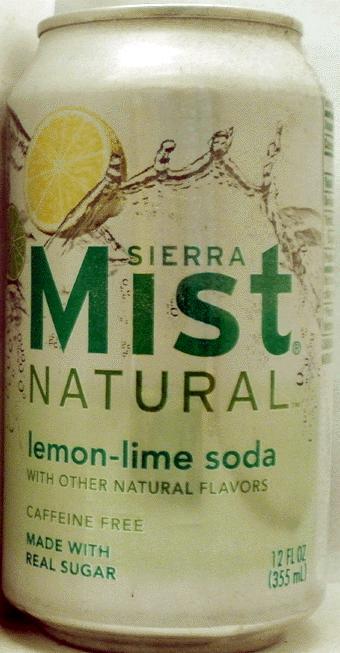 SIERRA
Mist®
NATURAL™
lemon-lime soda
WITH OTHER NATURAL FLAVORS
CAFFEINE FREE
MADE WITH
REAL SUGAR
12 FL OZ
(355 mL)